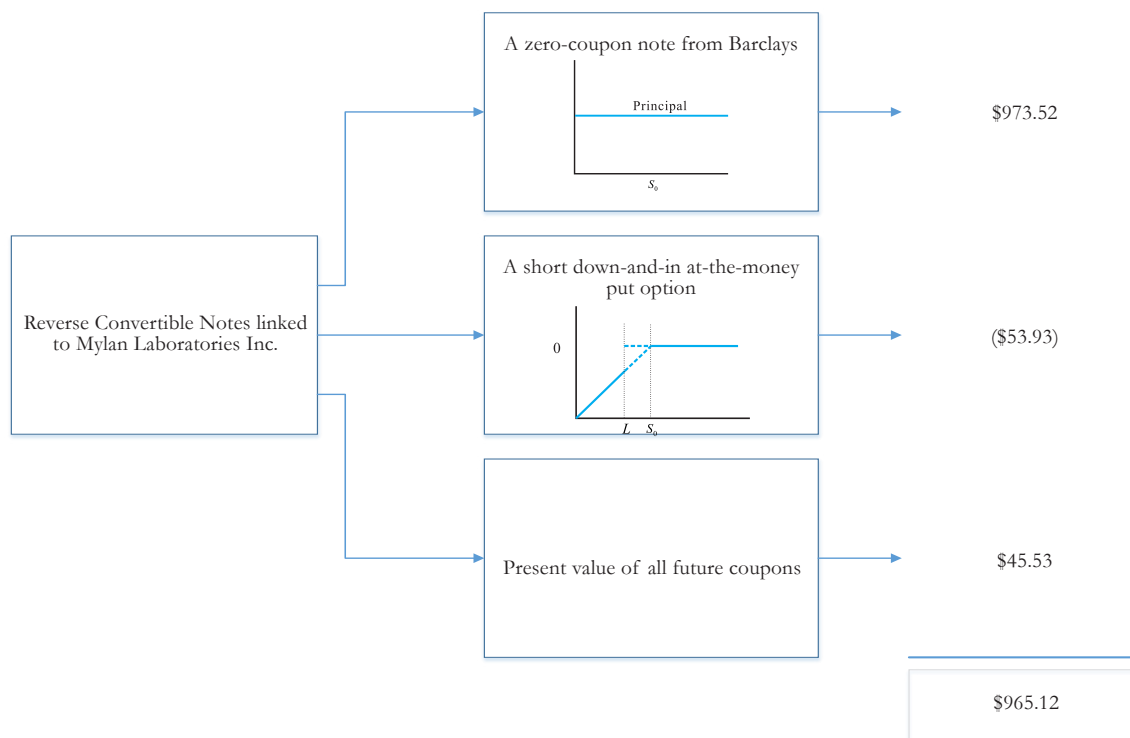 A zero-coupon note from Barclays
Principal
S₀
$973.52
Reverse Convertible Notes linked
to Mylan Laboratories Inc.
A short down-and-in at-the-money
put option
0
L S₀
($53.93)
Present value of all future coupons
$45.53
$965.12